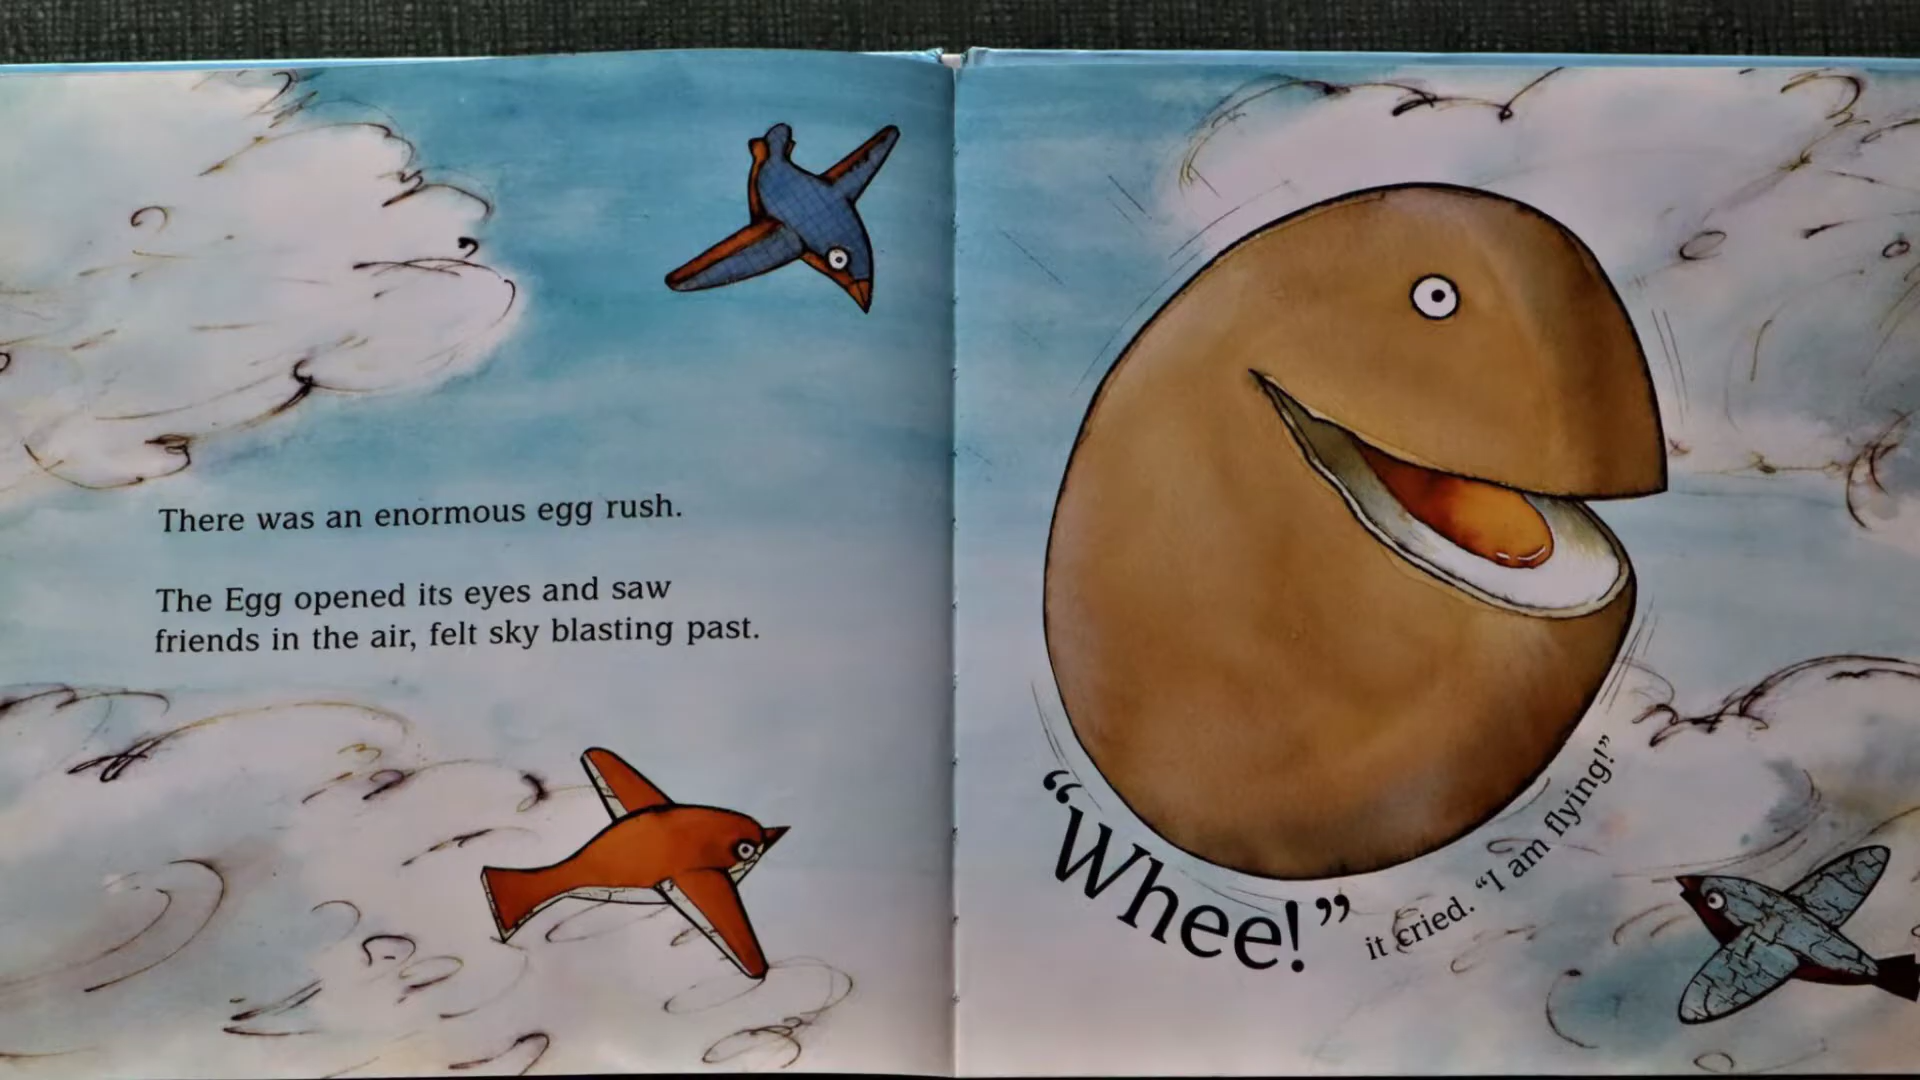 There was an enormous egg rush.
The Egg opened its eyes and saw
friends in the air, felt sky blasting past.
“Whee!” it cried. “I am flying!”